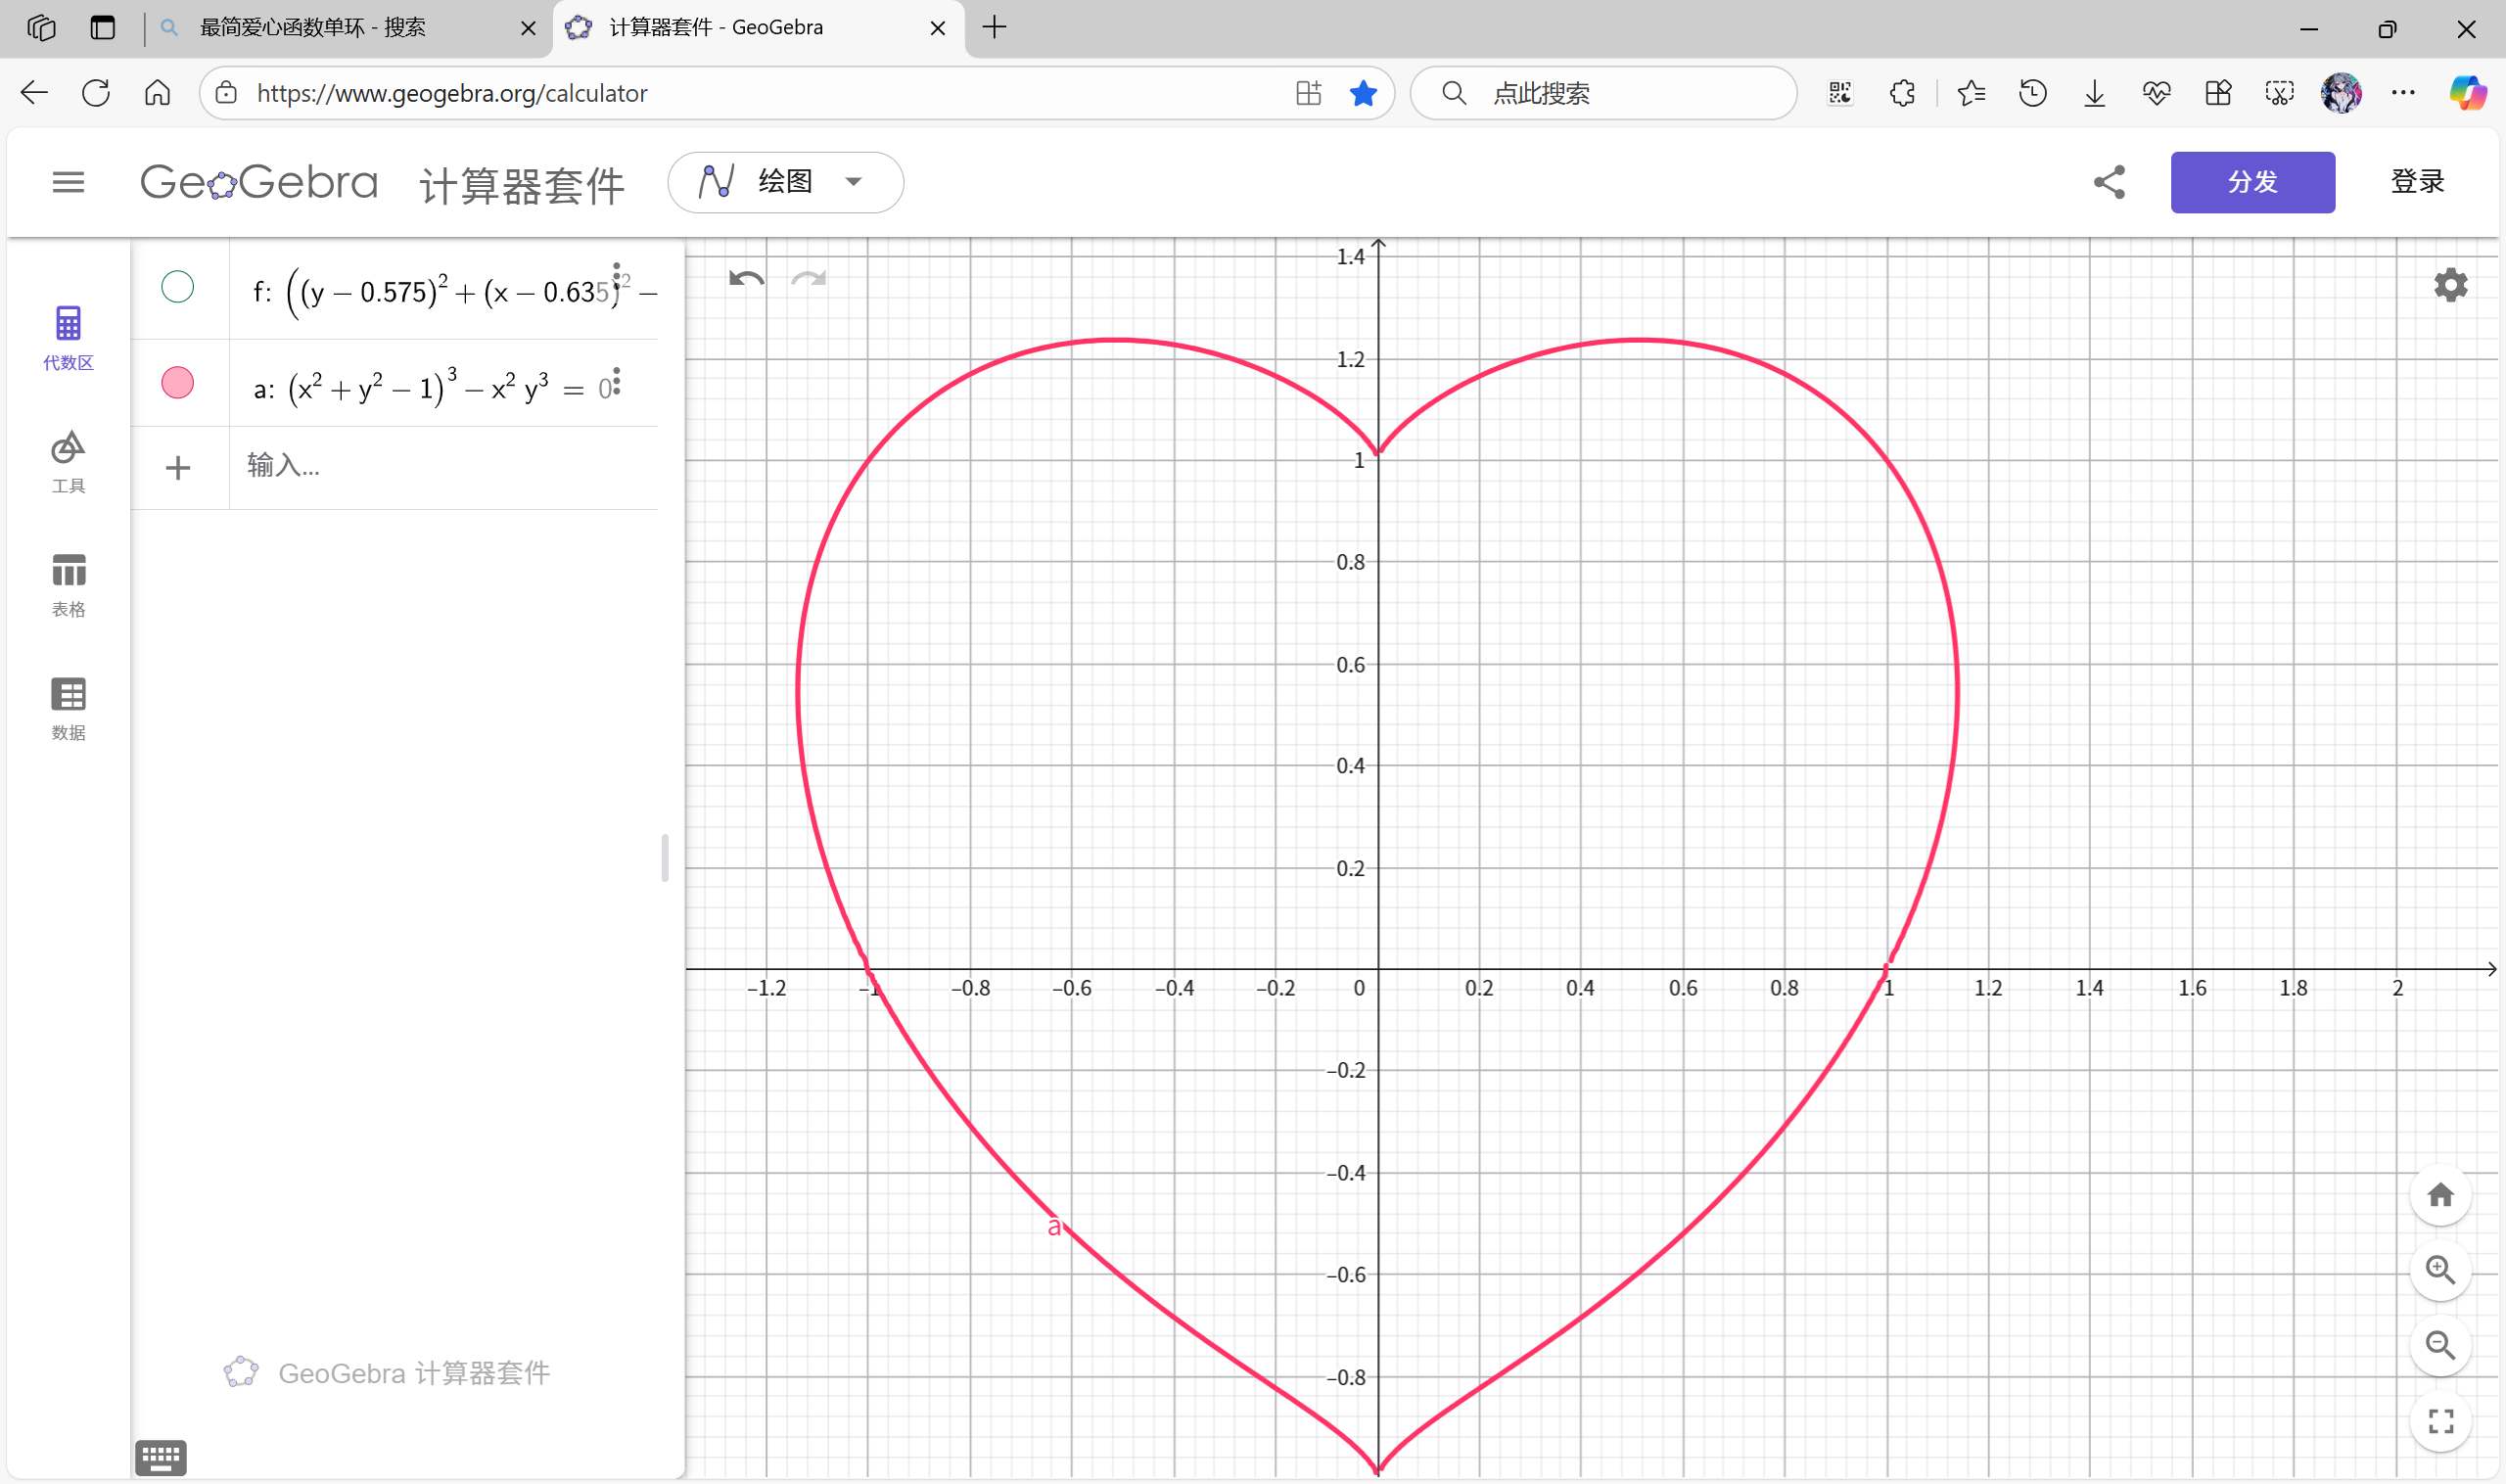 最简爱心函数单环 - 搜索
计算器套件 - GeoGebra
https://www.geogebra.org/calculator
点此搜索
GeoGebra 计算器套件
绘图
分发
登录
代数区
工具
表格
数据
f: ((y − 0.575)² + (x − 0.635)² −
a: (x² + y² − 1)³ − x² y³ = 0
输入...
GeoGebra 计算器套件
1.4
1.2
1
0.8
0.6
0.4
0.2
−1.2 −1 −0.8 −0.6 −0.4 −0.2 0 0.2 0.4 0.6 0.8 1 1.2 1.4 1.6 1.8 2
−0.2
−0.4
a
−0.6
−0.8